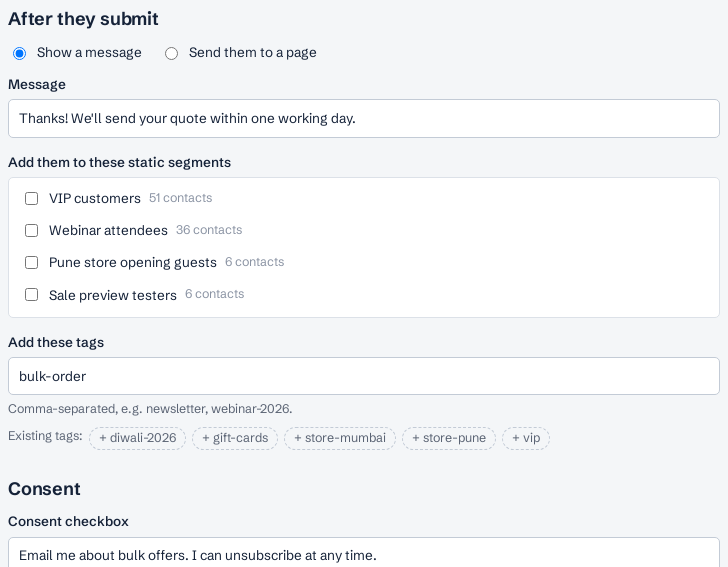 After they submit
Show a message Send them to a page
Message
Thanks! We'll send your quote within one working day.
Add them to these static segments
VIP customers 51 contacts
Webinar attendees 36 contacts
Pune store opening guests 6 contacts
Sale preview testers 6 contacts
Add these tags
bulk-order
Comma-separated, e.g. newsletter, webinar-2026.
Existing tags: + diwali-2026 + gift-cards + store-mumbai + store-pune + vip
Consent
Consent checkbox
Email me about bulk offers. I can unsubscribe at any time.